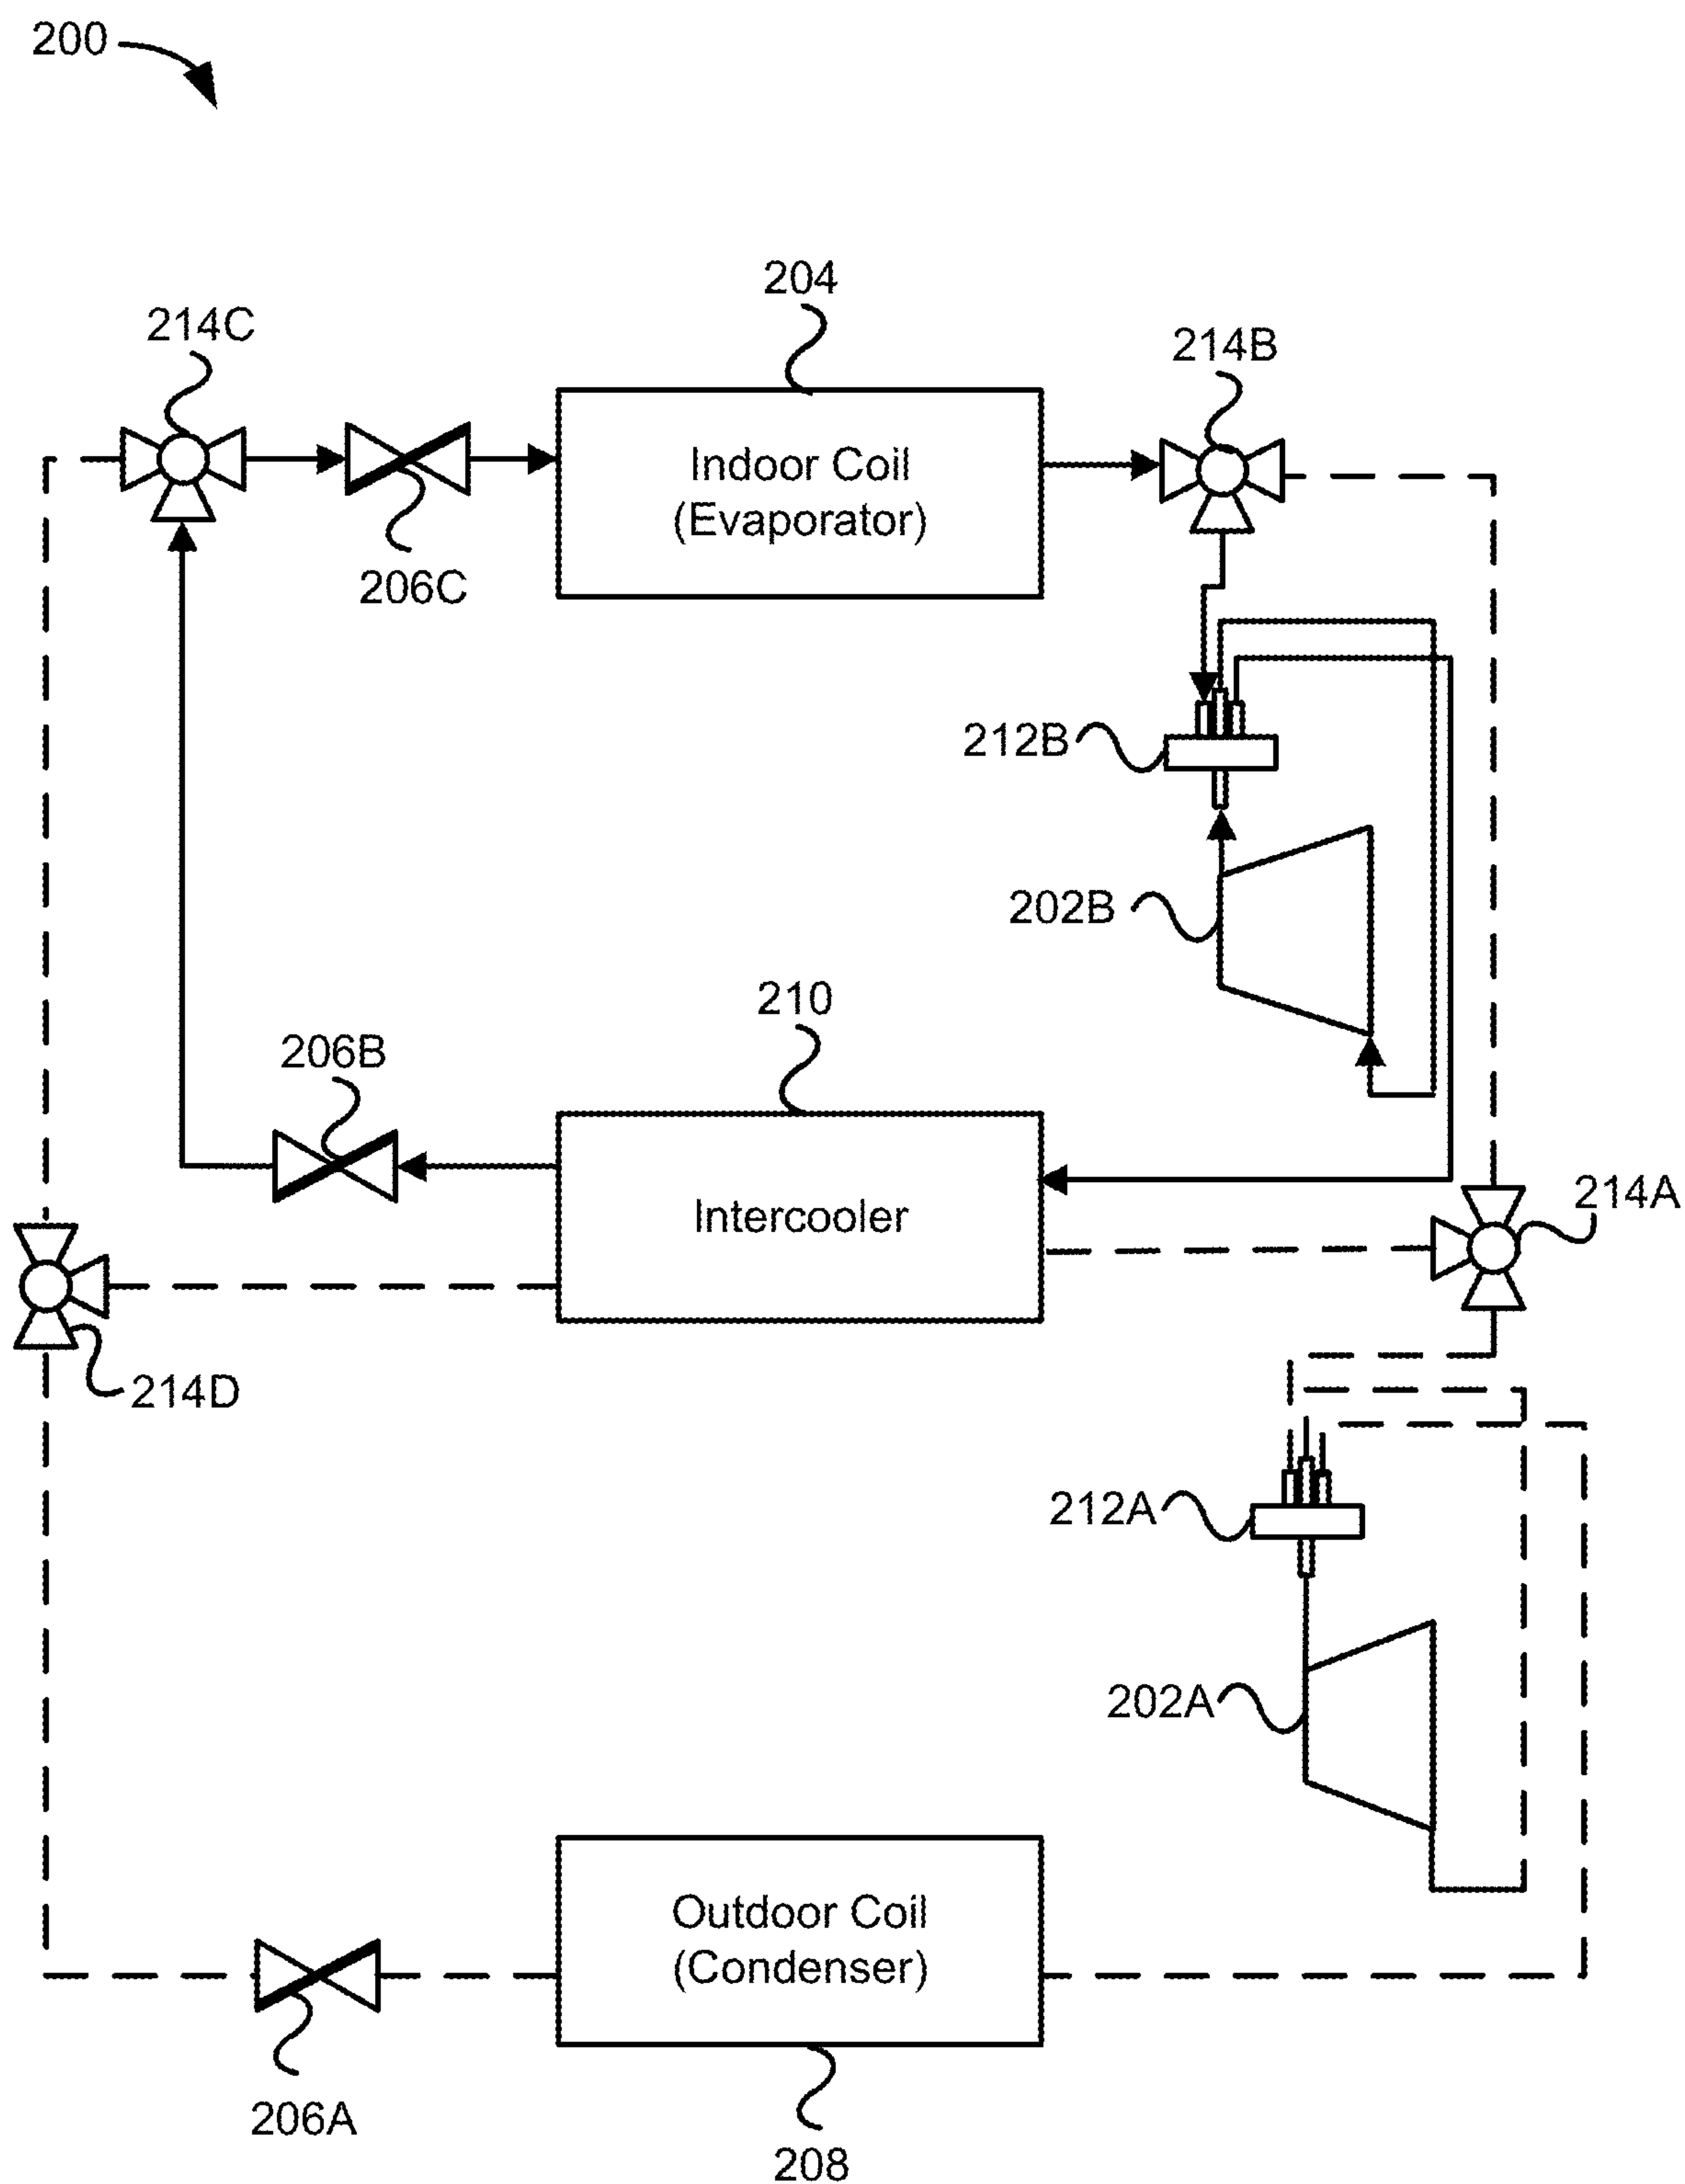 200
204
214C
214B
Indoor Coil
(Evaporator)
206C
212B
202B
210
206B
214A
Intercooler
214D
212A
202A
Outdoor Coil
(Condenser)
206A
208